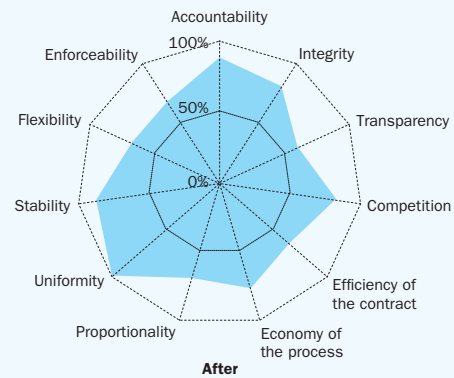 Accountability
100%
Enforceability
Integrity
50%
Flexibility
Transparency
0%
Stability
Competition
Uniformity
Efficiency of
the contract
Proportionality
Economy of
the process
After